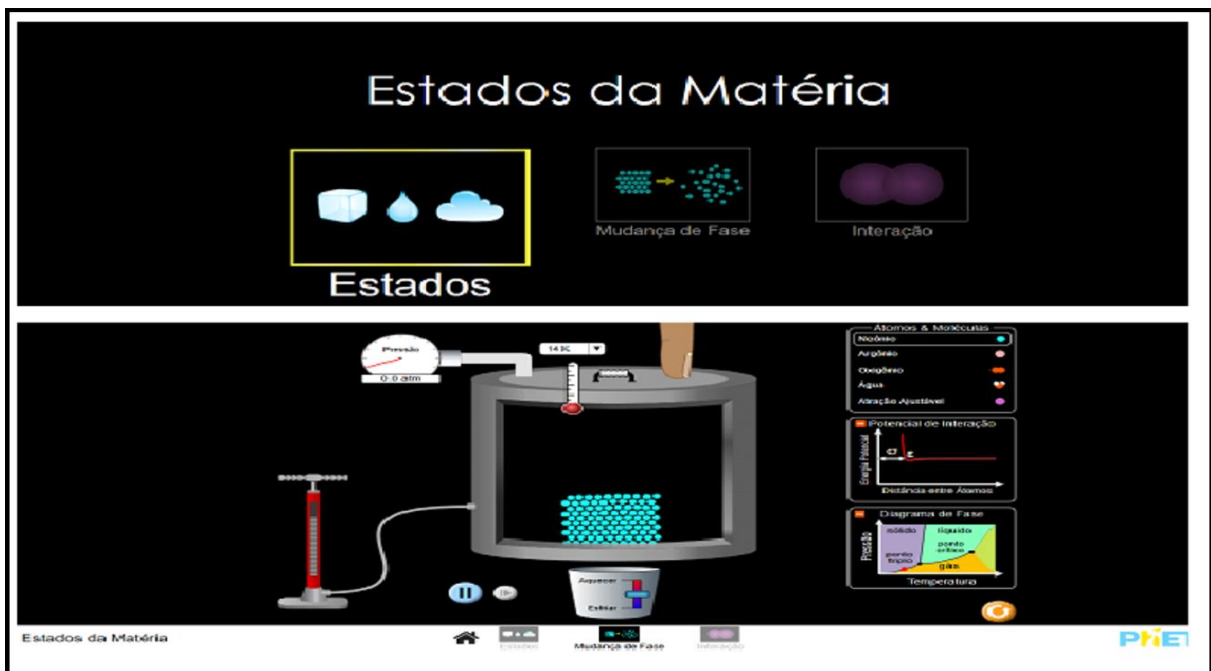 Estados da Matéria
Estados
Mudança de Fase
Interação
Pressão
0.0 atm
Átomos & Moléculas
Neônio
Argônio
Oxigênio
Água
Atração Ajustável
Potencial de Interação
Energia Potencial
σ
ε
Distância entre Átomos
Diagrama de Fase
Pressão
sólido
líquido
ponto crítico
ponto triplo
gás
Temperatura
Aquecer
Esfriar
Estados da Matéria
Estados
Mudança de Fase
Interação
PhET